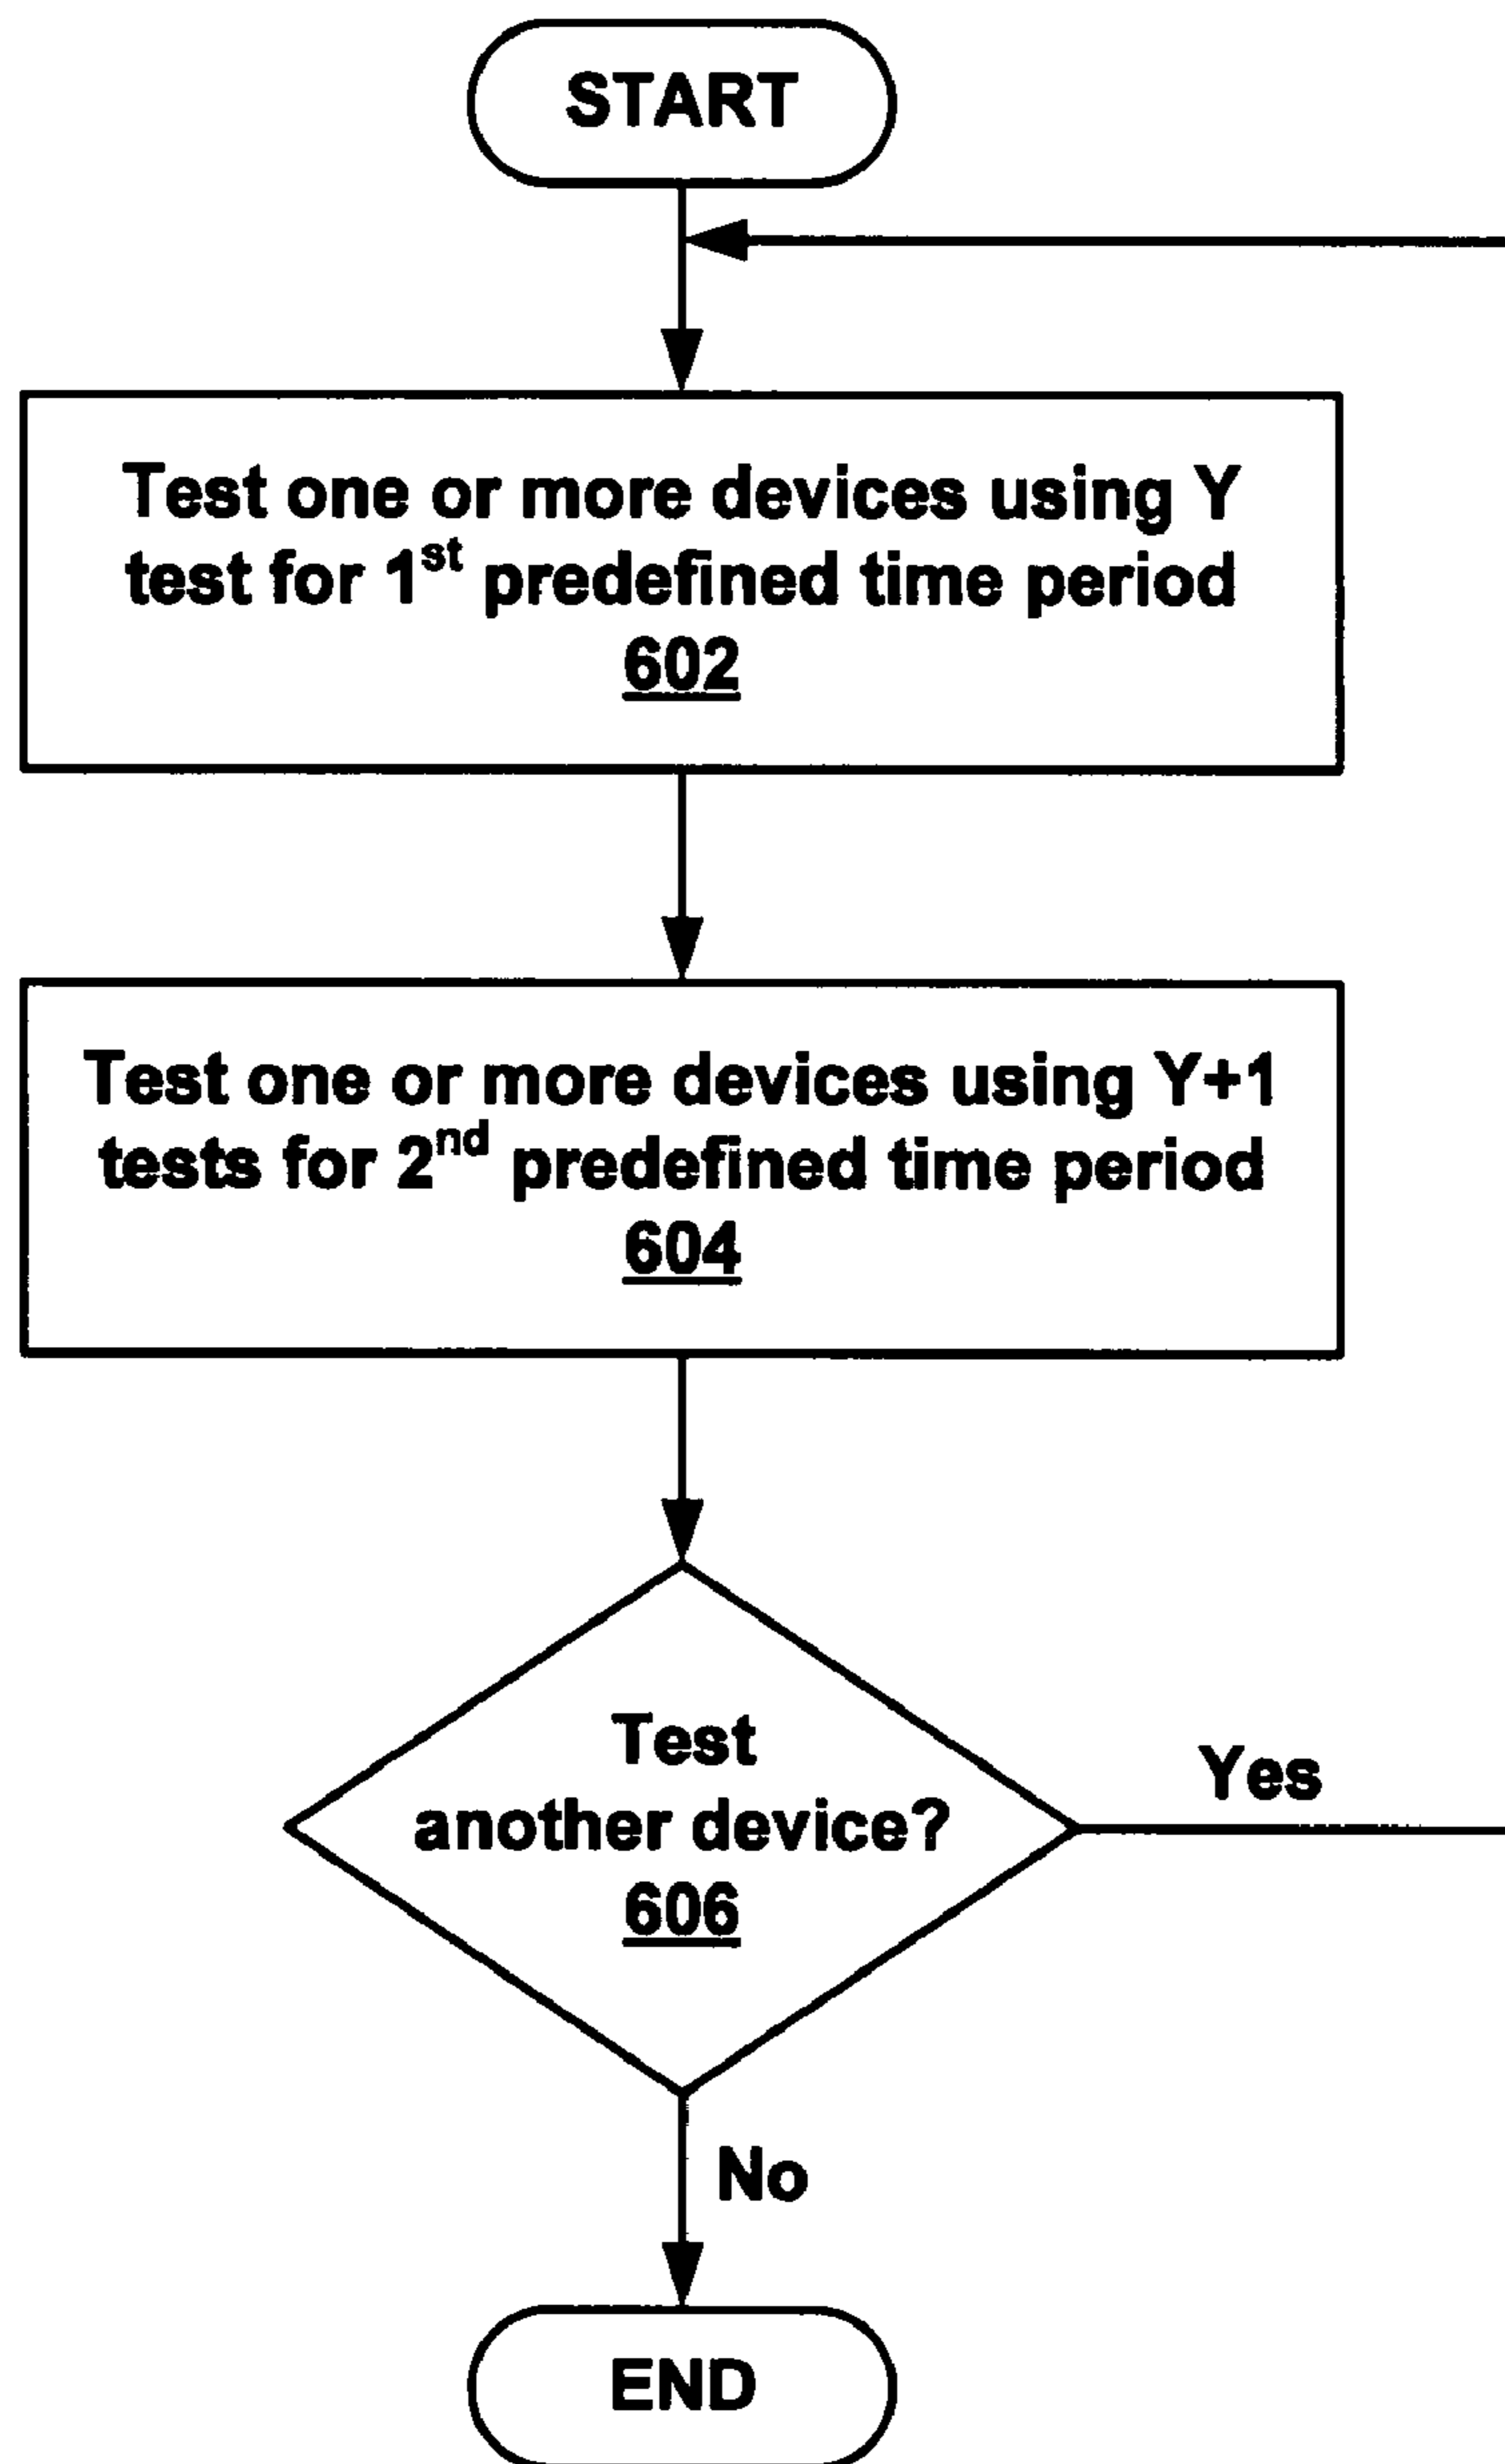 START
Test one or more devices using Y
test for 1st predefined time period
602
Test one or more devices using Y+1
tests for 2nd predefined time period
604
Test
another device?
606
Yes
No
END